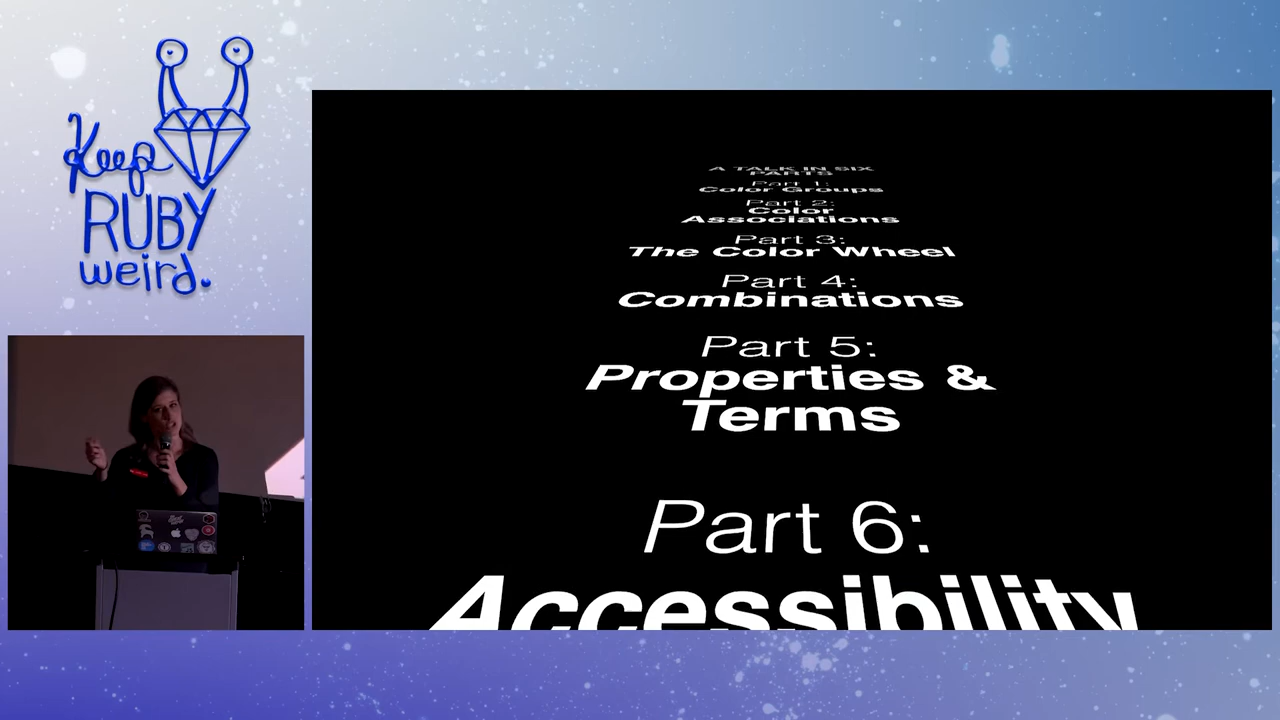 Keep
RUBY
weird.
A TALK IN SIX
PARTS
Part 1:
Color Groups
Part 2:
Color
Associations
Part 3:
The Color Wheel
Part 4:
Combinations
Part 5:
Properties &
Terms
Part 6:
Accessibility